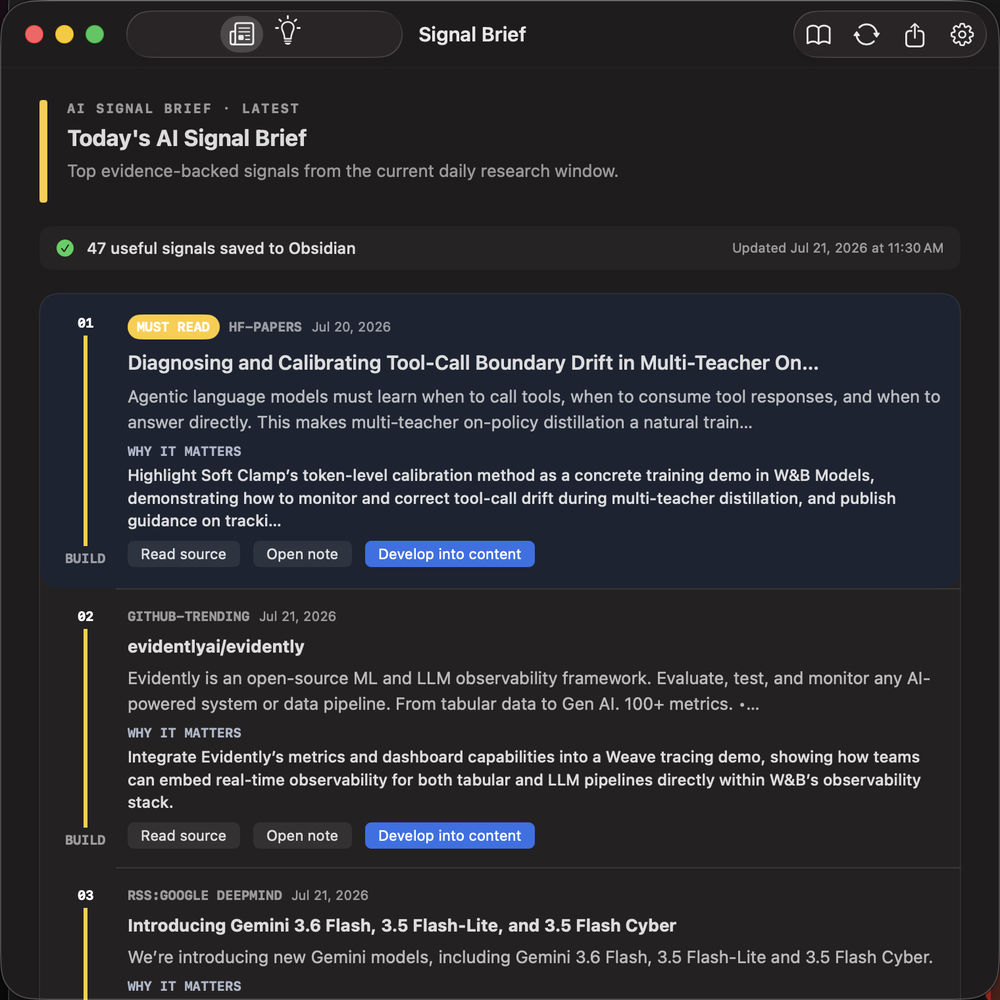 Signal Brief
AI SIGNAL BRIEF · LATEST
Today's AI Signal Brief
Top evidence-backed signals from the current daily research window.
47 useful signals saved to Obsidian
Updated Jul 21, 2026 at 11:30 AM
01
MUST READ HF-PAPERS Jul 20, 2026
Diagnosing and Calibrating Tool-Call Boundary Drift in Multi-Teacher On...
Agentic language models must learn when to call tools, when to consume tool responses, and when to
answer directly. This makes multi-teacher on-policy distillation a natural train...
WHY IT MATTERS
Highlight Soft Clamp’s token-level calibration method as a concrete training demo in W&B Models,
demonstrating how to monitor and correct tool-call drift during multi-teacher distillation, and publish
guidance on tracki...
BUILD
Read source Open note Develop into content
02
GITHUB-TRENDING Jul 21, 2026
evidentlyai/evidently
Evidently is an open-source ML and LLM observability framework. Evaluate, test, and monitor any AI-
powered system or data pipeline. From tabular data to Gen AI. 100+ metrics. •...
WHY IT MATTERS
Integrate Evidently’s metrics and dashboard capabilities into a Weave tracing demo, showing how teams
can embed real-time observability for both tabular and LLM pipelines directly within W&B’s observability
stack.
BUILD
Read source Open note Develop into content
03
RSS:GOOGLE DEEPMIND Jul 21, 2026
Introducing Gemini 3.6 Flash, 3.5 Flash-Lite, and 3.5 Flash Cyber
We’re introducing new Gemini models, including Gemini 3.6 Flash, 3.5 Flash-Lite and 3.5 Flash Cyber.
WHY IT MATTERS